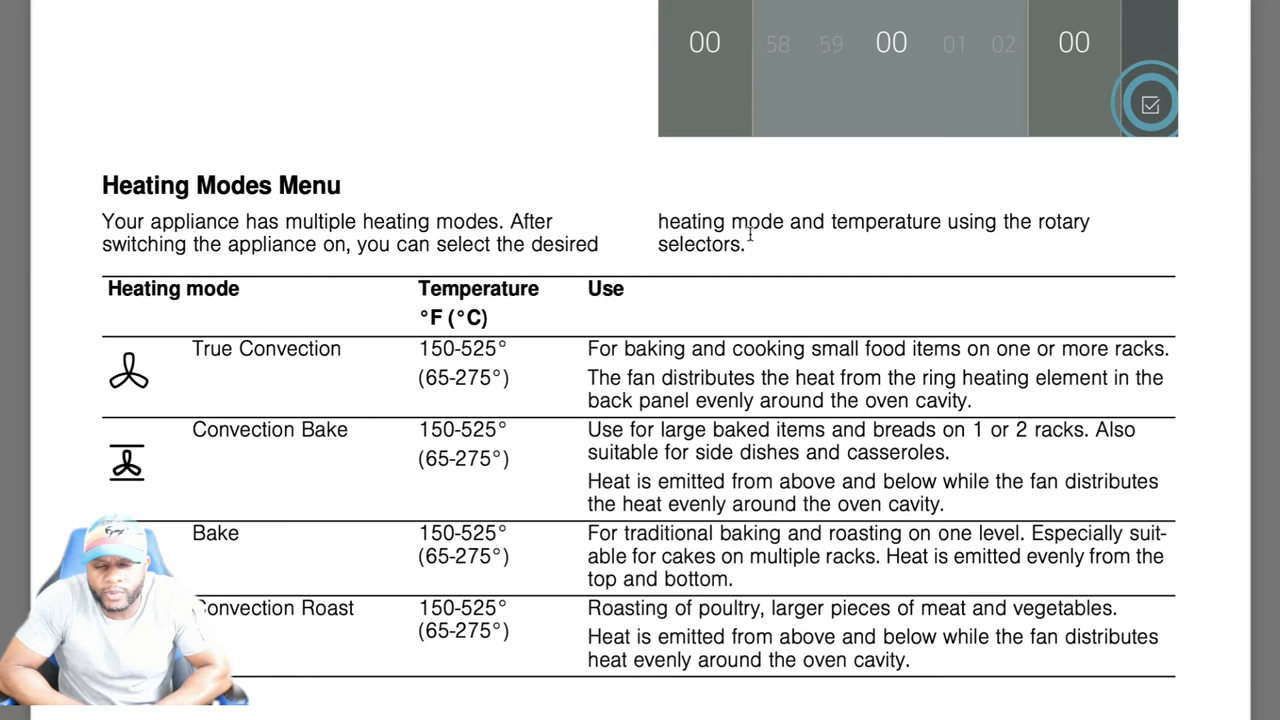 00 58 59 00 01 02 00
Heating Modes Menu
Your appliance has multiple heating modes. After
switching the appliance on, you can select the desired
heating mode and temperature using the rotary
selectors.
Heating mode Temperature Use
°F (°C)
True Convection 150-525° For baking and cooking small food items on one or more racks.
(65-275°) The fan distributes the heat from the ring heating element in the
back panel evenly around the oven cavity.
Convection Bake 150-525° Use for large baked items and breads on 1 or 2 racks. Also
(65-275°) suitable for side dishes and casseroles.
Heat is emitted from above and below while the fan distributes
the heat evenly around the oven cavity.
Bake 150-525° For traditional baking and roasting on one level. Especially suit-
(65-275°) able for cakes on multiple racks. Heat is emitted evenly from the
top and bottom.
Convection Roast 150-525° Roasting of poultry, larger pieces of meat and vegetables.
(65-275°) Heat is emitted from above and below while the fan distributes
heat evenly around the oven cavity.